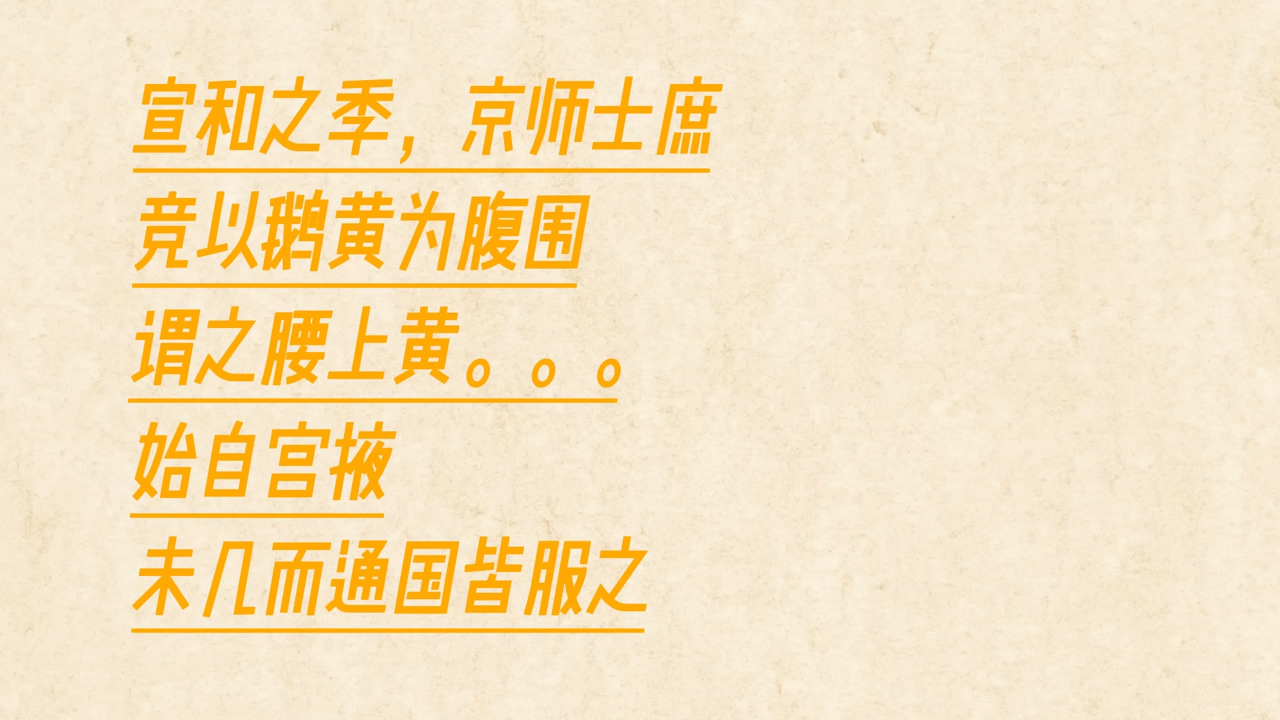 宣和之季，京师士庶
竞以鹅黄为腹围
谓之腰上黄。。。
始自宫掖
未几而通国皆服之